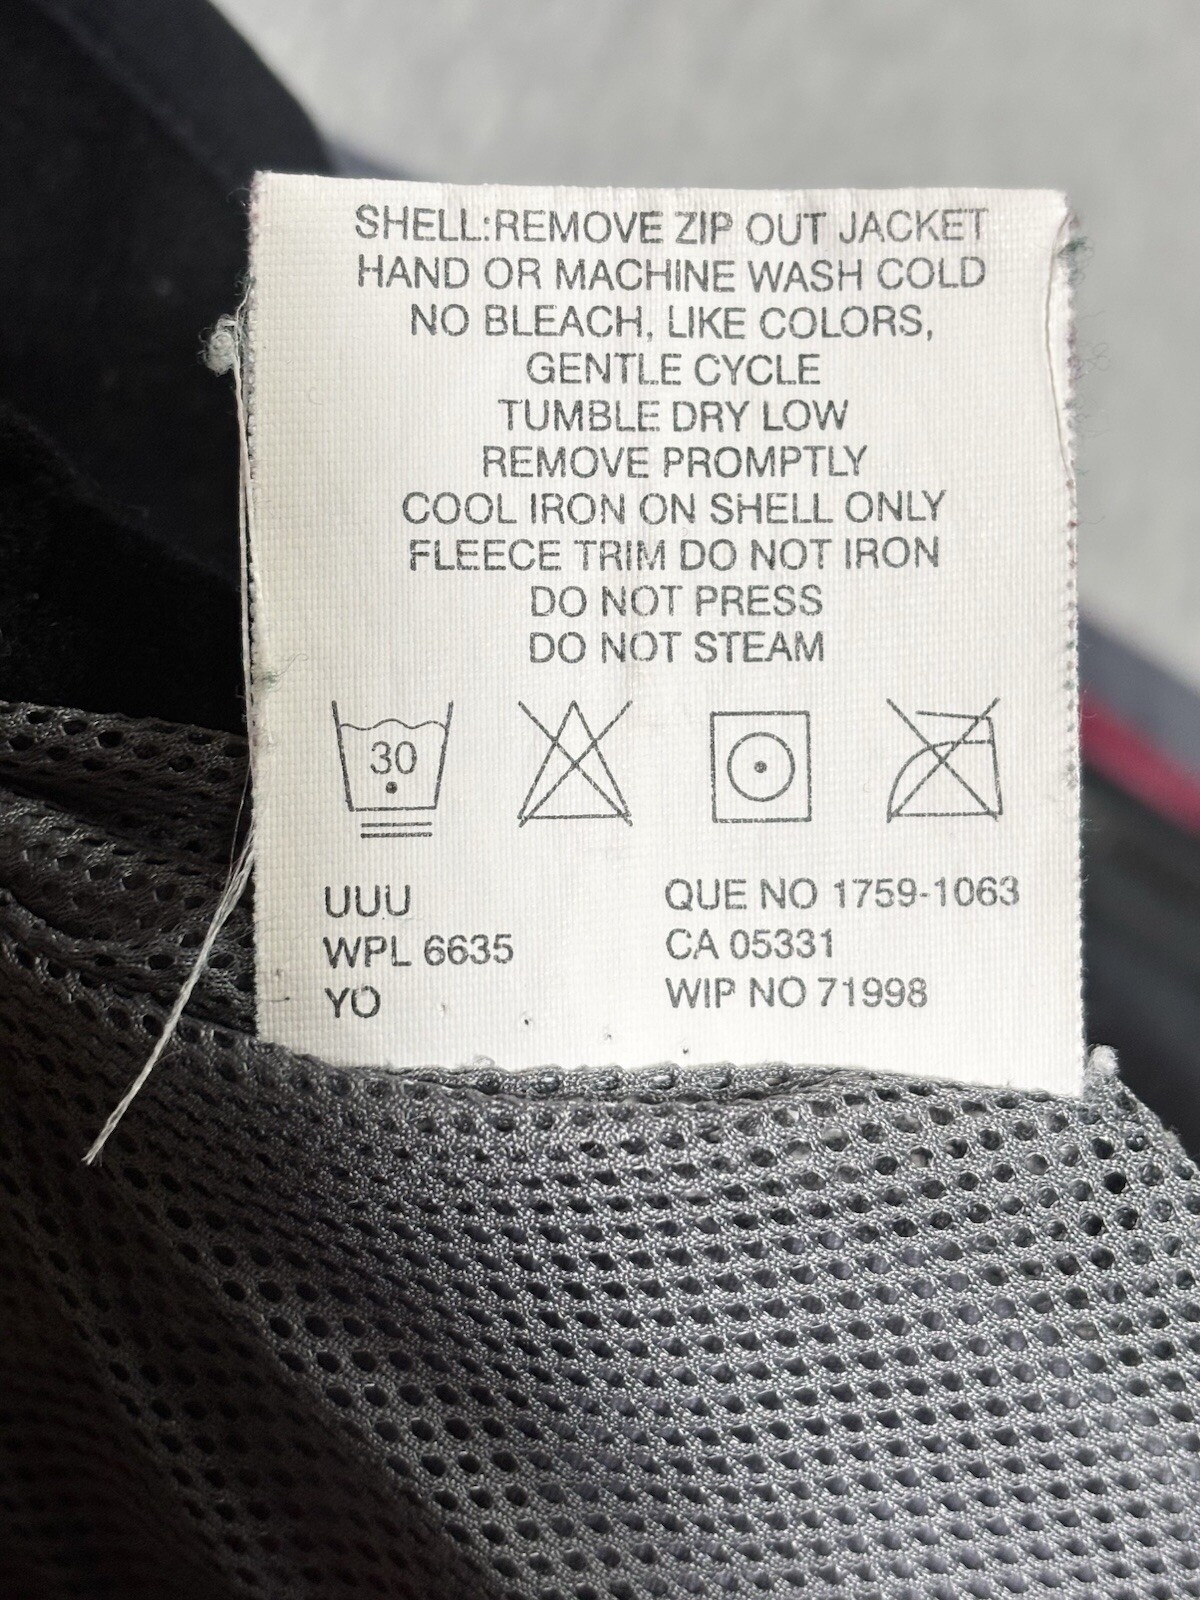 SHELL:REMOVE ZIP OUT JACKET
HAND OR MACHINE WASH COLD
NO BLEACH, LIKE COLORS,
GENTLE CYCLE
TUMBLE DRY LOW
REMOVE PROMPTLY
COOL IRON ON SHELL ONLY
FLEECE TRIM DO NOT IRON
DO NOT PRESS
DO NOT STEAM
30
UUU
WPL 6635
YO
QUE NO 1759-1063
CA 05331
WIP NO 71998